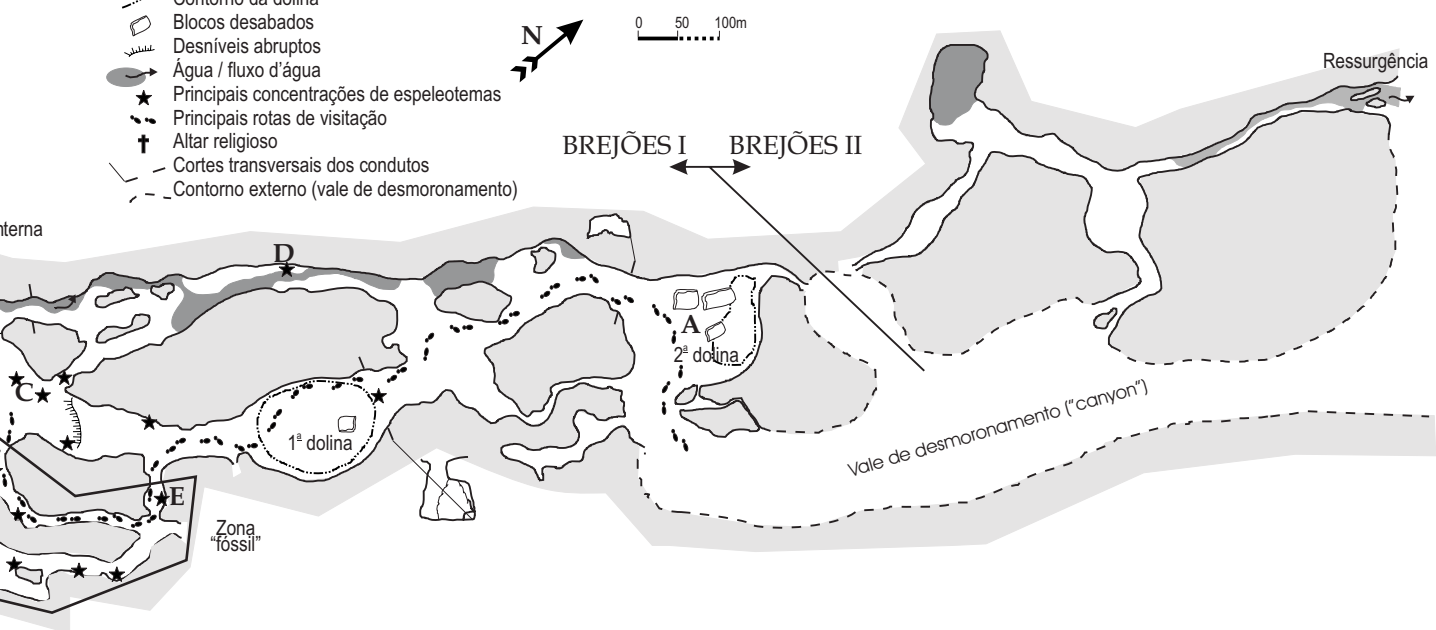 Contorno da dolina
Blocos desabados
Desníveis abruptos
Água / fluxo d'água
Principais concentrações de espeleotemas
Principais rotas de visitação
Altar religioso
Cortes transversais dos condutos
Contorno externo (vale de desmoronamento)
N
0 50 100m
Ressurgência
BREJÕES I BREJÕES II
nterna
D
A
2ª dolina
C
1ª dolina
Vale de desmoronamento ("canyon")
E
Zona
"fóssil"